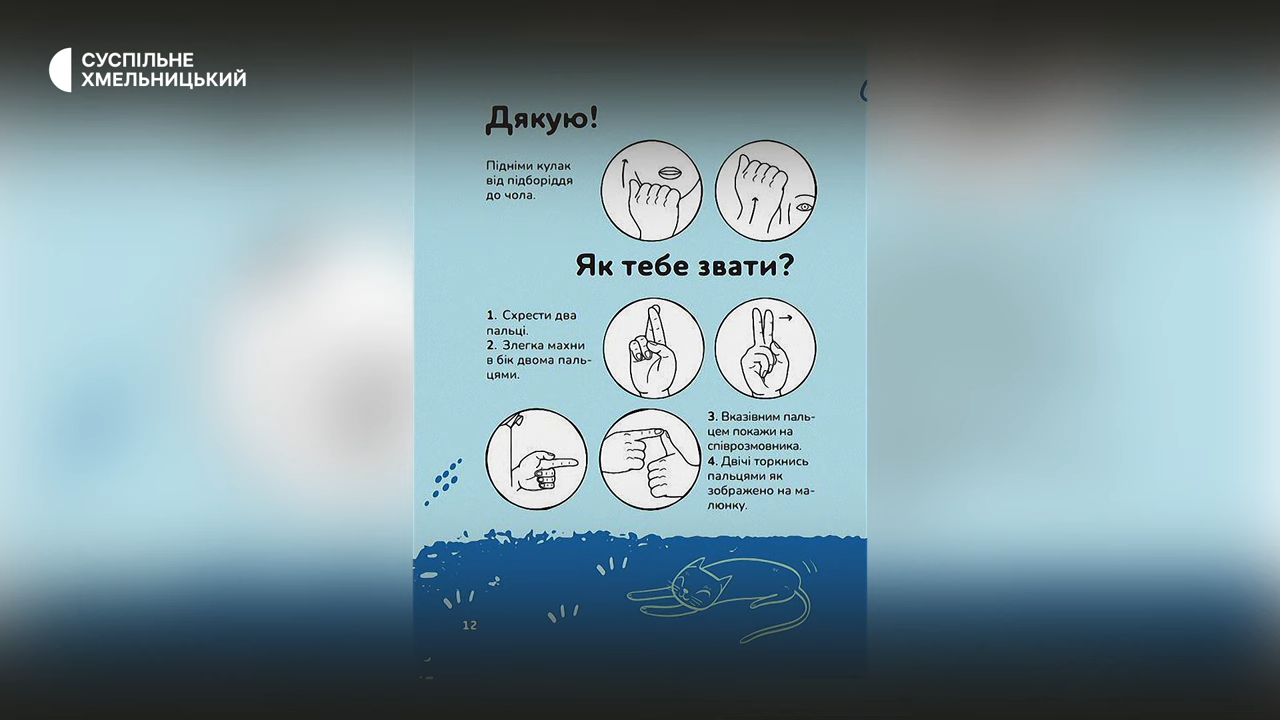 СУСПІЛЬНЕ
ХМЕЛЬНИЦЬКИЙ
Дякую!
Підніми кулак
від підборіддя
до чола.
Як тебе звати?
1. Схрести два
пальці.
2. Злегка махни
в бік двома паль-
цями.
3. Вказівним паль-
цем покажи на
співрозмовника.
4. Двічі торкнись
пальцями як
зображено на ма-
люнку.
12